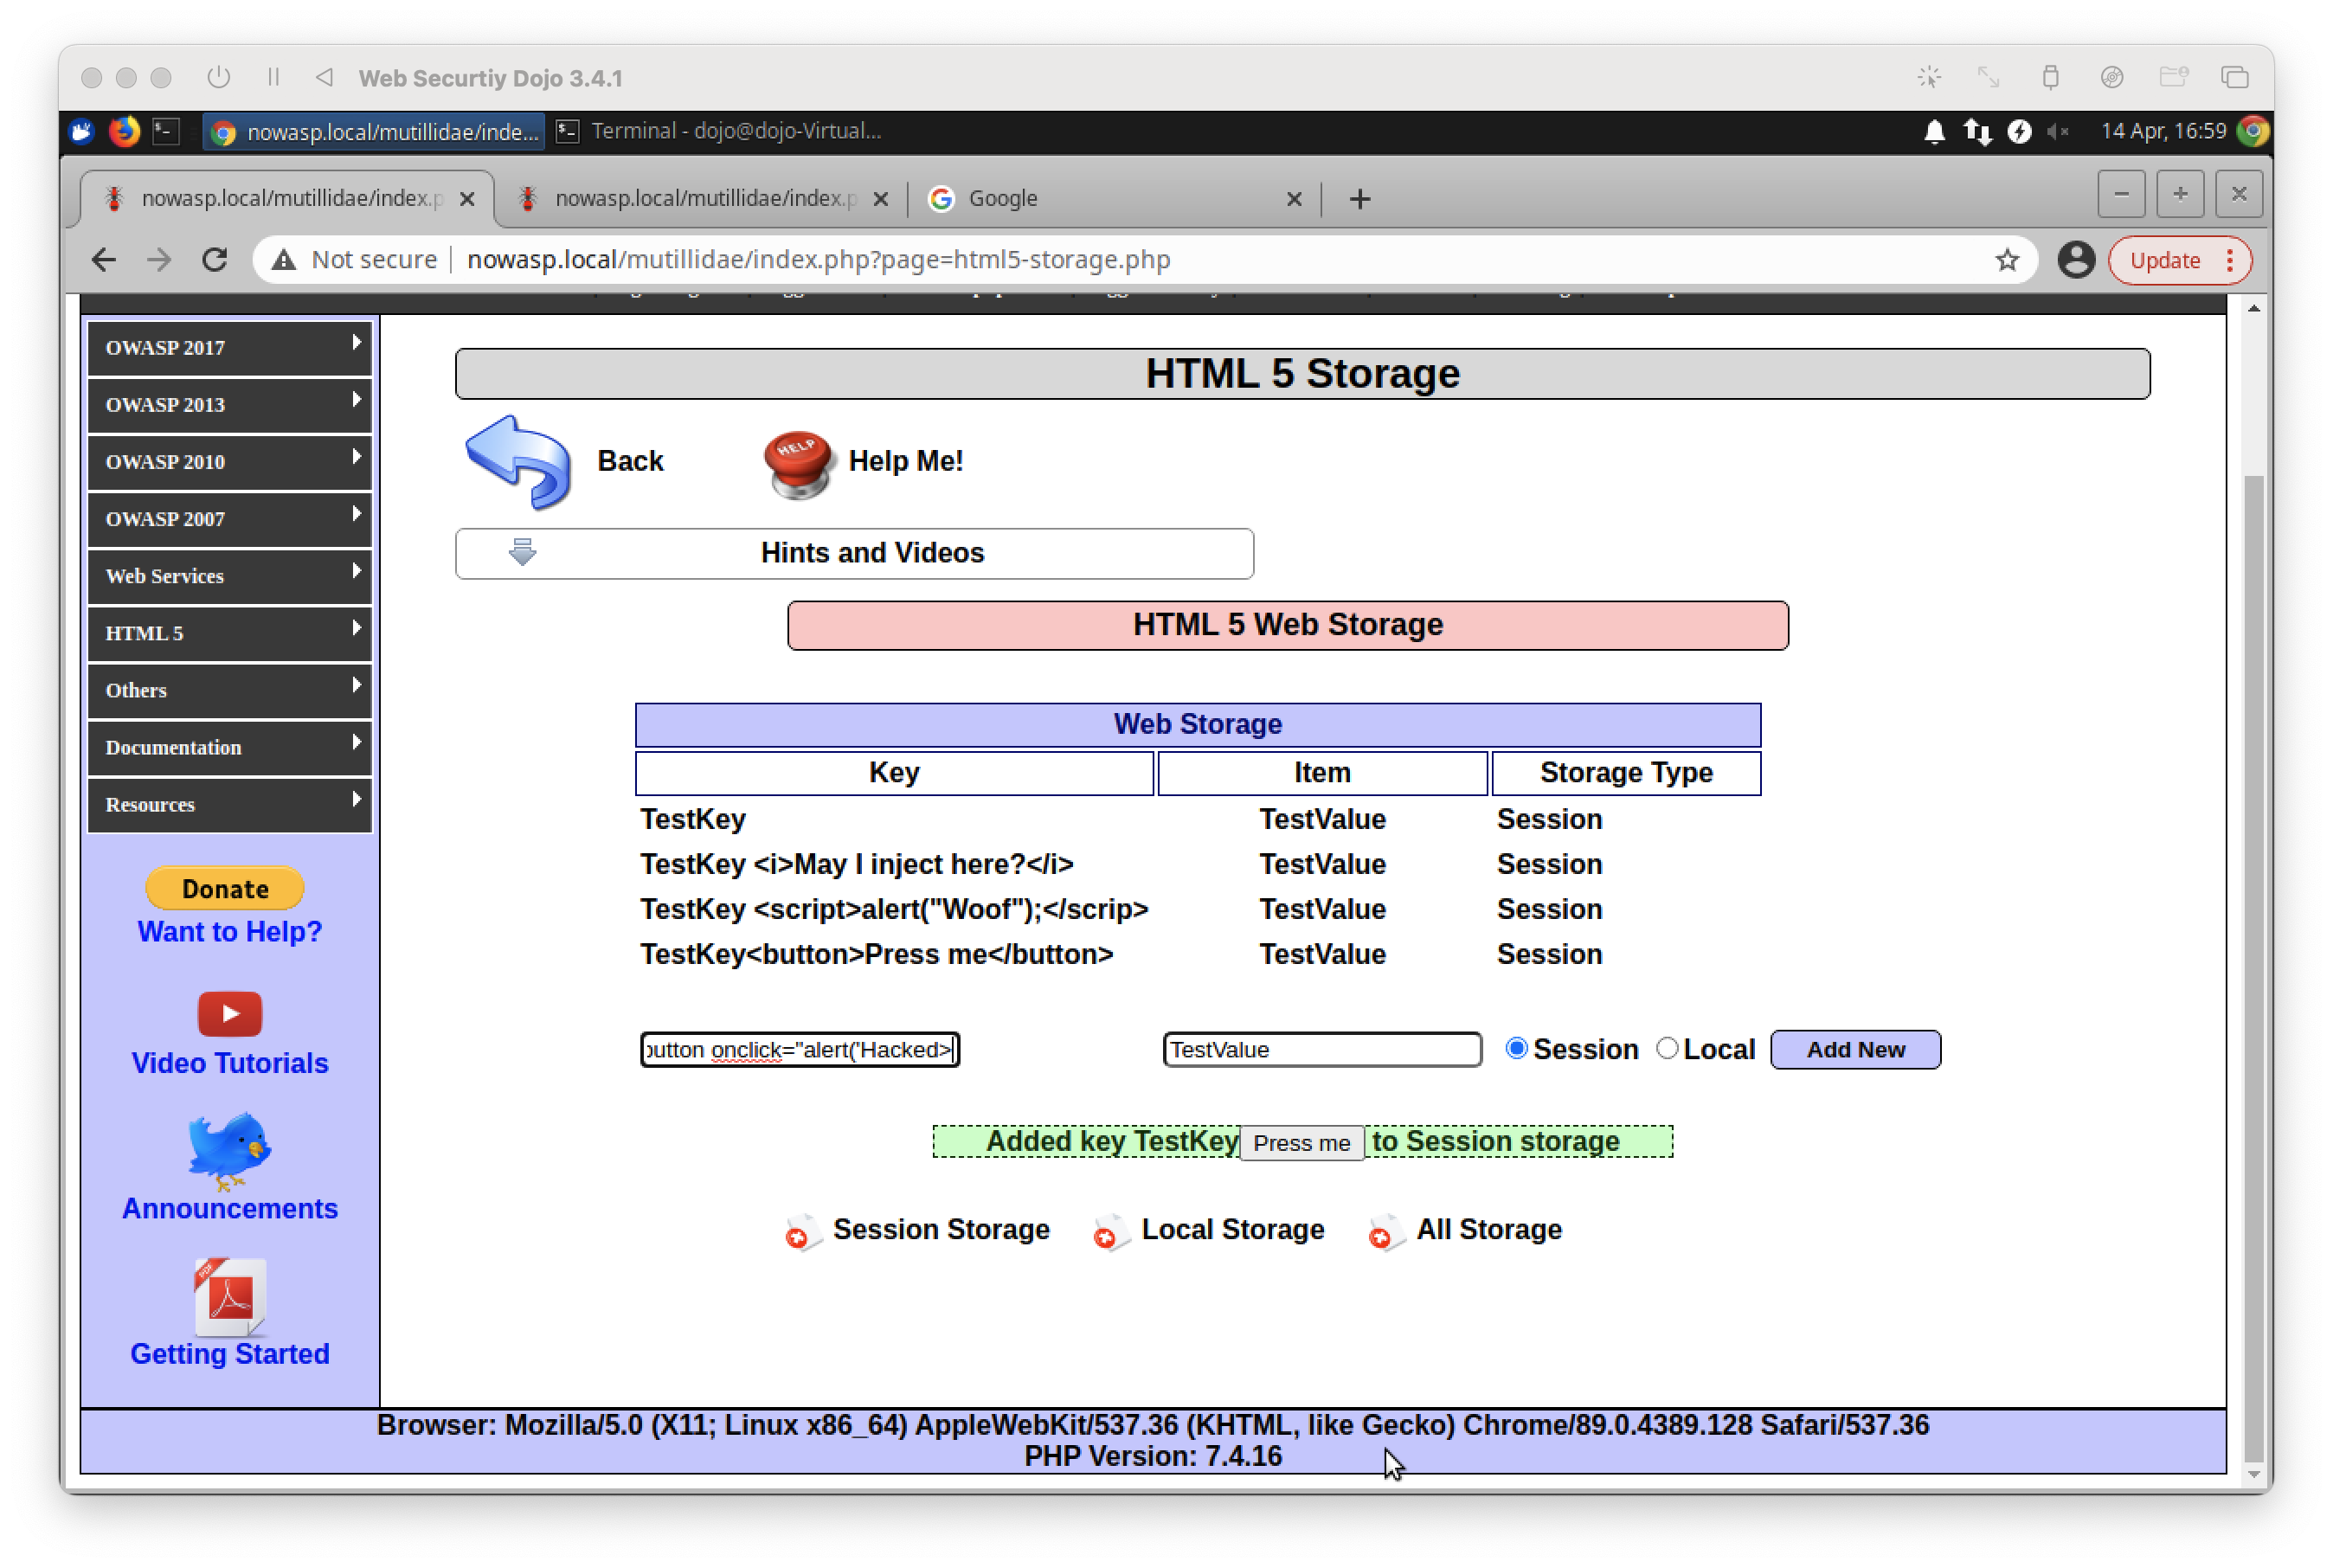 Web Securtiy Dojo 3.4.1
nowasp.local/mutillidae/inde...
Terminal - dojo@dojo-Virtual...
14 Apr, 16:59
nowasp.local/mutillidae/index.p
nowasp.local/mutillidae/index.p
Google
Not secure
nowasp.local/mutillidae/index.php?page=html5-storage.php
Update
OWASP 2017
OWASP 2013
OWASP 2010
OWASP 2007
Web Services
HTML 5
Others
Documentation
Resources
Donate
Want to Help?
Video Tutorials
Announcements
PDF
Getting Started
HTML 5 Storage
Back
HELP
Help Me!
Hints and Videos
HTML 5 Web Storage
Web Storage
Key Item Storage Type
TestKey TestValue Session
TestKey <i>May I inject here?</i> TestValue Session
TestKey <script>alert("Woof");</scrip> TestValue Session
TestKey<button>Press me</button> TestValue Session
button onclick="alert('Hacked> TestValue Session Local Add New
Added key TestKey Press me to Session storage
Session Storage Local Storage All Storage
Browser: Mozilla/5.0 (X11; Linux x86_64) AppleWebKit/537.36 (KHTML, like Gecko) Chrome/89.0.4389.128 Safari/537.36
PHP Version: 7.4.16